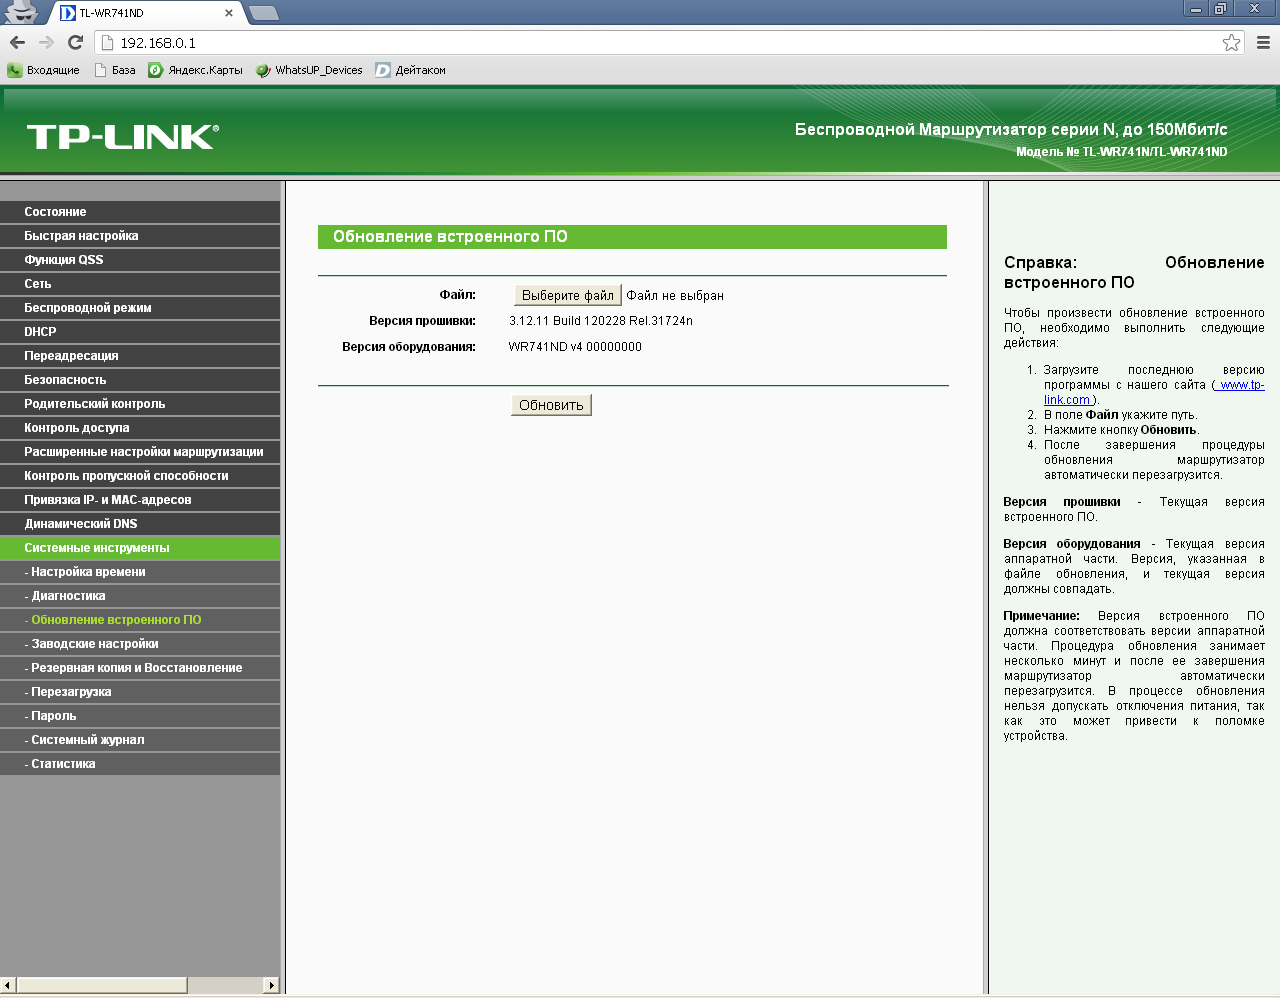 TL-WR741ND
192.168.0.1
Входящие
База
Яндекс.Карты
WhatsUP_Devices
Дейтаком
TP-LINK®
Беспроводной Маршрутизатор серии N, до 150Мбит/с
Модель № TL-WR741N/TL-WR741ND
Состояние
Быстрая настройка
Функция QSS
Сеть
Беспроводной режим
DHCP
Переадресация
Безопасность
Родительский контроль
Контроль доступа
Расширенные настройки маршрутизации
Контроль пропускной способности
Привязка IP- и MAC-адресов
Динамический DNS
Системные инструменты
- Настройка времени
- Диагностика
- Обновление встроенного ПО
- Заводские настройки
- Резервная копия и Восстановление
- Перезагрузка
- Пароль
- Системный журнал
- Статистика
Обновление встроенного ПО
Файл: Выберите файл Файл не выбран
Версия прошивки: 3.12.11 Build 120228 Rel.31724n
Версия оборудования: WR741ND v4 00000000
Обновить
Справка: Обновление
встроенного ПО
Чтобы произвести обновление встроенного
ПО, необходимо выполнить следующие
действия:
1. Загрузите последнюю версию
программы с нашего сайта ( www.tp-
link.com ).
2. В поле Файл укажите путь.
3. Нажмите кнопку Обновить.
4. После завершения процедуры
обновления маршрутизатор
автоматически перезагрузится.
Версия прошивки - Текущая версия
встроенного ПО.
Версия оборудования - Текущая версия
аппаратной части. Версия, указанная в
файле обновления, и текущая версия
должны совпадать.
Примечание: Версия встроенного ПО
должна соответствовать версии аппаратной
части. Процедура обновления занимает
несколько минут и после ее завершения
маршрутизатор автоматически
перезагрузится. В процессе обновления
нельзя допускать отключения питания, так
как это может привести к поломке
устройства.